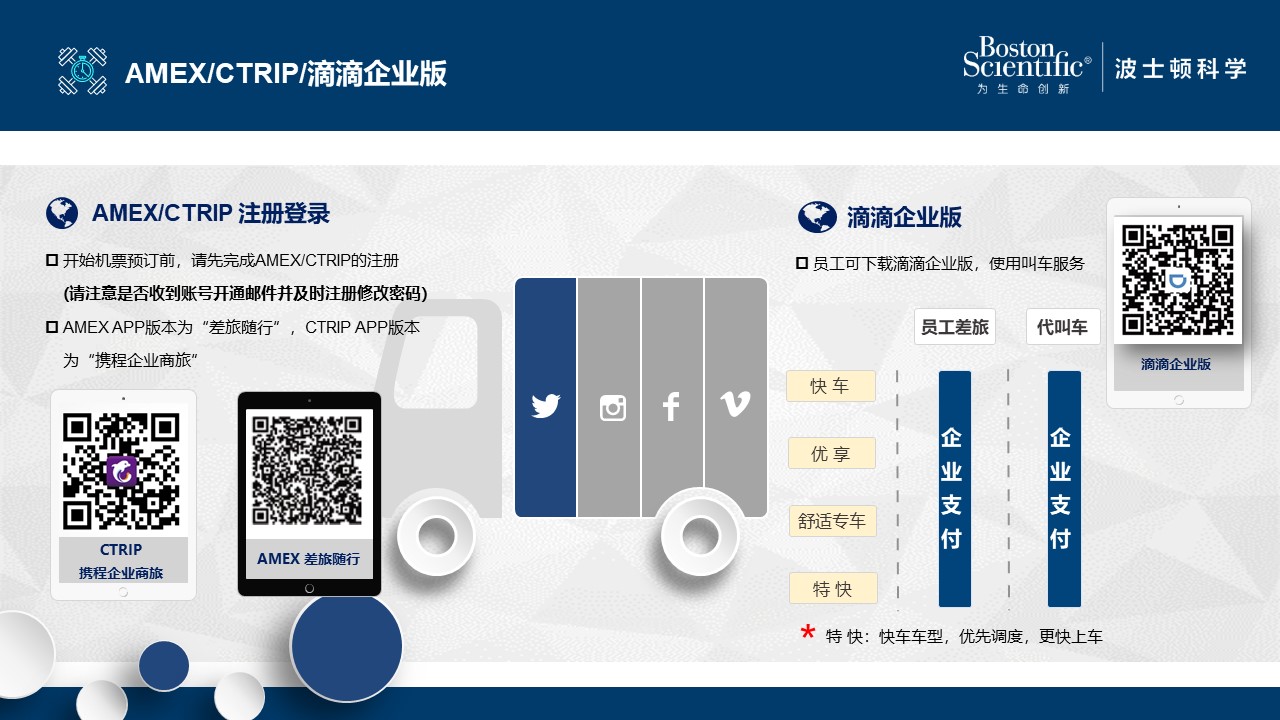 AMEX/CTRIP/滴滴企业版
Boston
Scientific®
为生命创新
波士顿科学
AMEX/CTRIP 注册登录
开始机票预订前，请先完成AMEX/CTRIP的注册
(请注意是否收到账号开通邮件并及时注册修改密码)
AMEX APP版本为“差旅随行”，CTRIP APP版本
为“携程企业商旅”
CTRIP
携程企业商旅
AMEX 差旅随行
滴滴企业版
员工可下载滴滴企业版，使用叫车服务
员工差旅
代叫车
快车
优享
舒适专车
特快
企业支付
企业支付
* 特快：快车车型，优先调度，更快上车
滴滴企业版